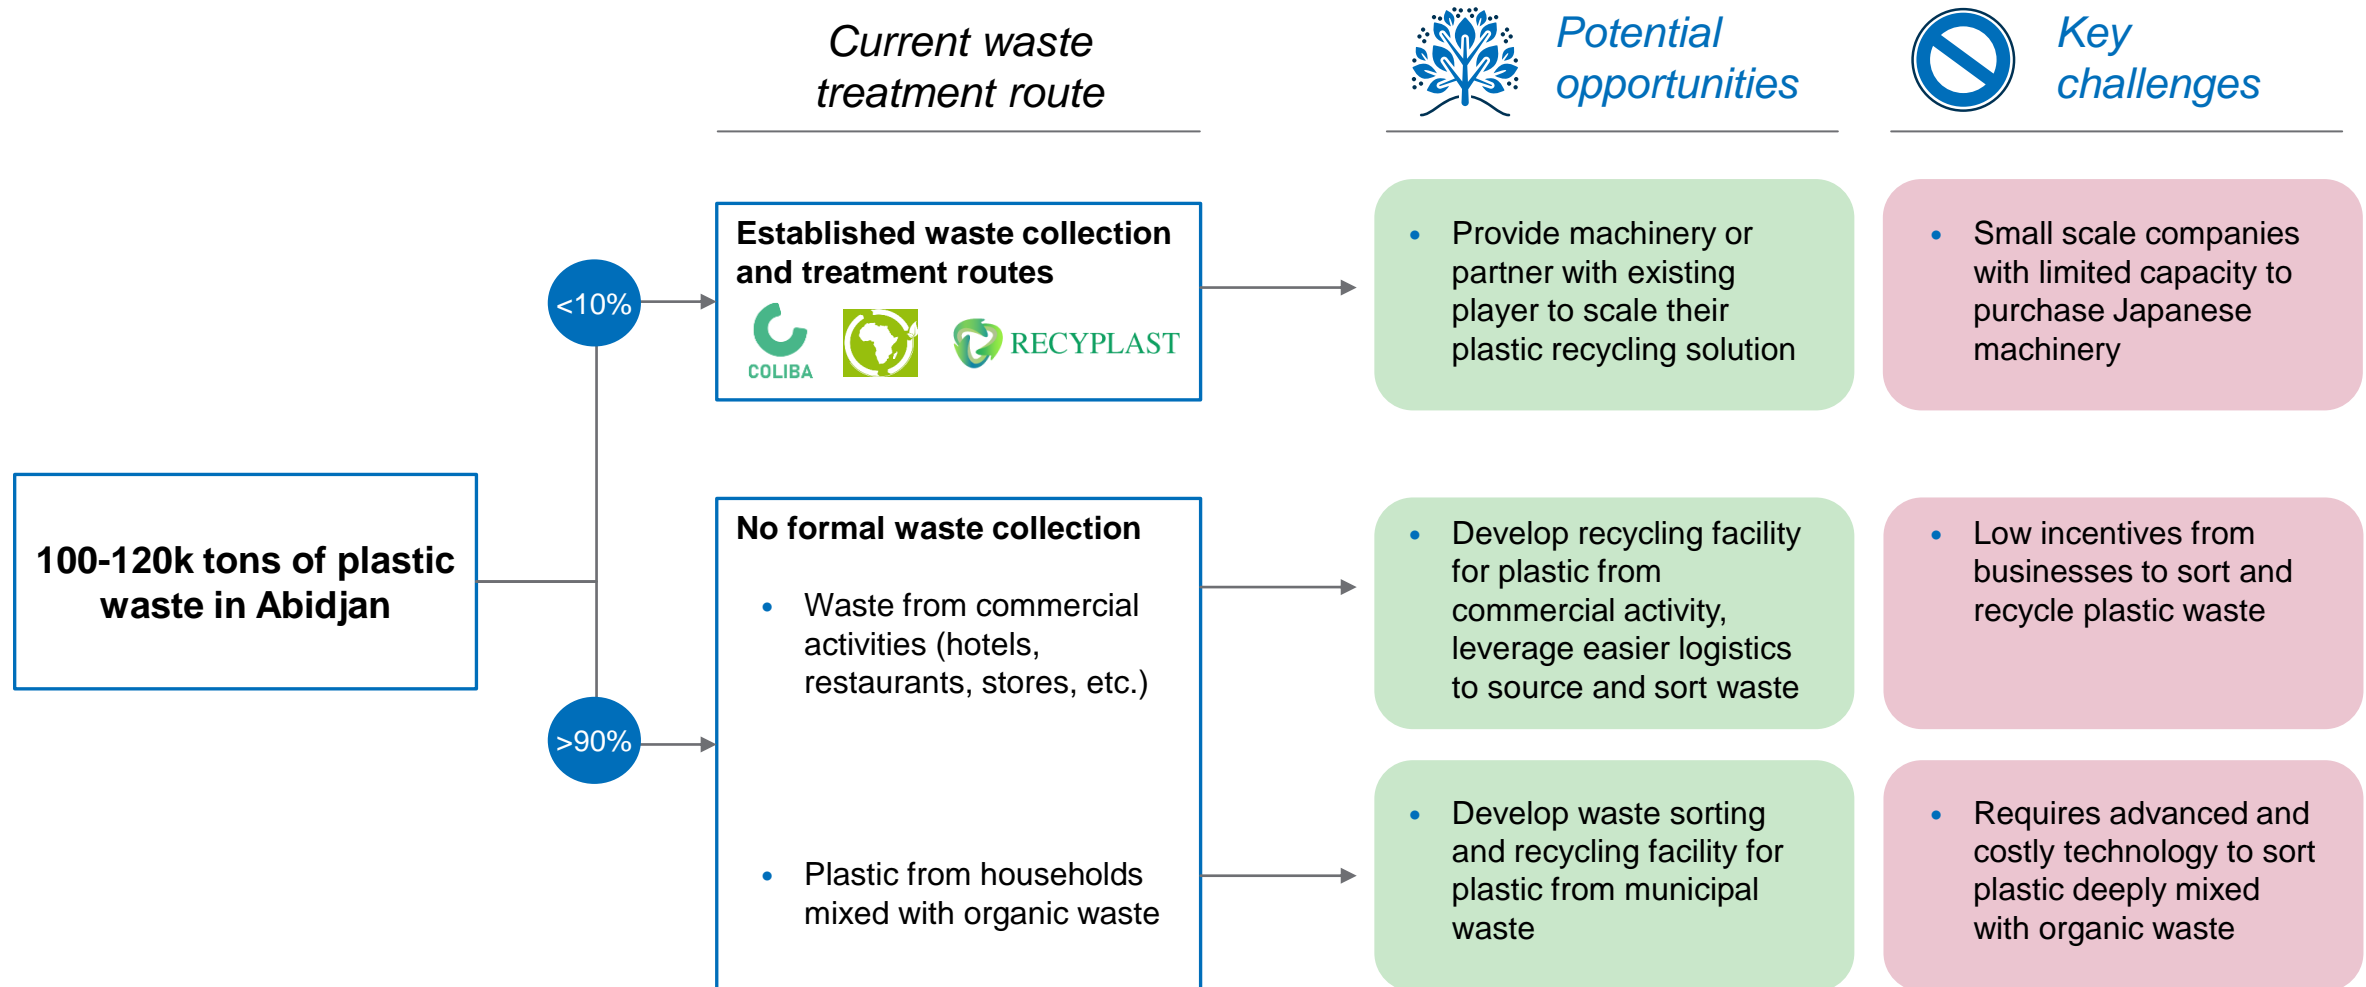 Current waste
treatment route
Potential
opportunities
Key
challenges
<10%
Established waste collection
and treatment routes
COLIBA
RECYPLAST
• Provide machinery or
partner with existing
player to scale their
plastic recycling solution
• Small scale companies
with limited capacity to
purchase Japanese
machinery
100-120k tons of plastic
waste in Abidjan
>90%
No formal waste collection
• Waste from commercial
activities (hotels,
restaurants, stores, etc.)
• Plastic from households
mixed with organic waste
• Develop recycling facility
for plastic from
commercial activity,
leverage easier logistics
to source and sort waste
• Low incentives from
businesses to sort and
recycle plastic waste
• Develop waste sorting
and recycling facility for
plastic from municipal
waste
• Requires advanced and
costly technology to sort
plastic deeply mixed
with organic waste